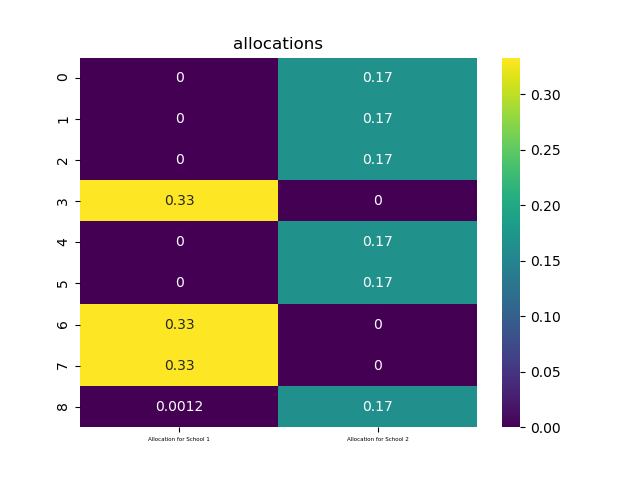 allocations
0 0 0.17 0.30
1 0 0.17 0.25
2 0 0.17
3 0.33 0 0.20
4 0 0.17 0.15
5 0 0.17
6 0.33 0 0.10
7 0.33 0 0.05
8 0.0012 0.17 0.00
Allocation for School 1 Allocation for School 2